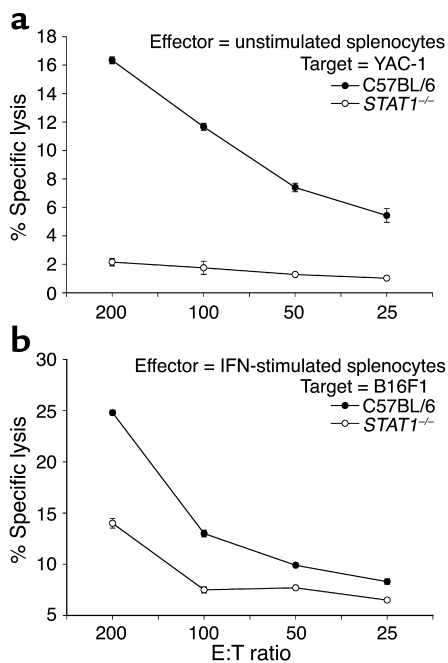 a
Effector = unstimulated splenocytes
Target = YAC-1
C57BL/6
STAT1–/–
% Specific lysis
18
16
14
12
10
8
6
4
2
0
200 100 50 25
b
Effector = IFN-stimulated splenocytes
Target = B16F1
C57BL/6
STAT1–/–
% Specific lysis
30
25
20
15
10
5
200 100 50 25
E:T ratio